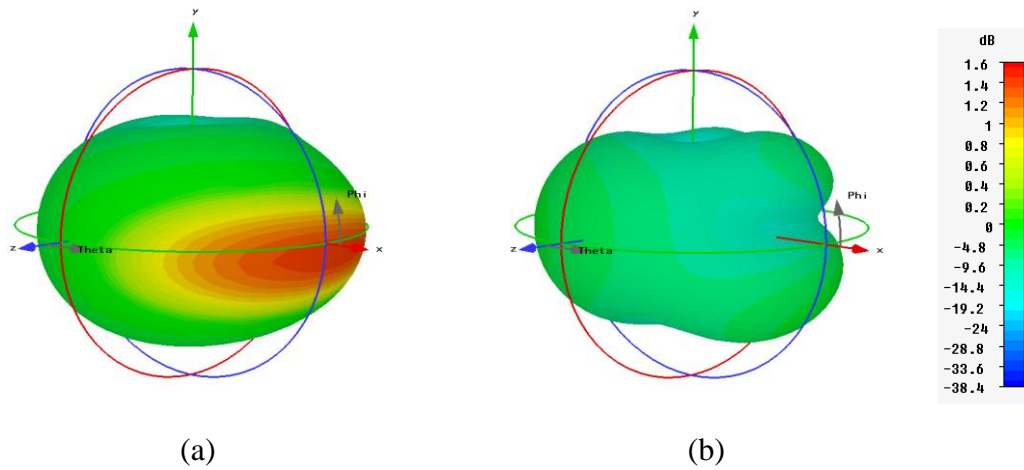 y
Phi
z
Theta
x
(a)
y
Phi
z
Theta
x
(b)
dB
1.6
1.4
1.2
1
0.8
0.6
0.4
0.2
0
-4.8
-9.6
-14.4
-19.2
-24
-28.8
-33.6
-38.4